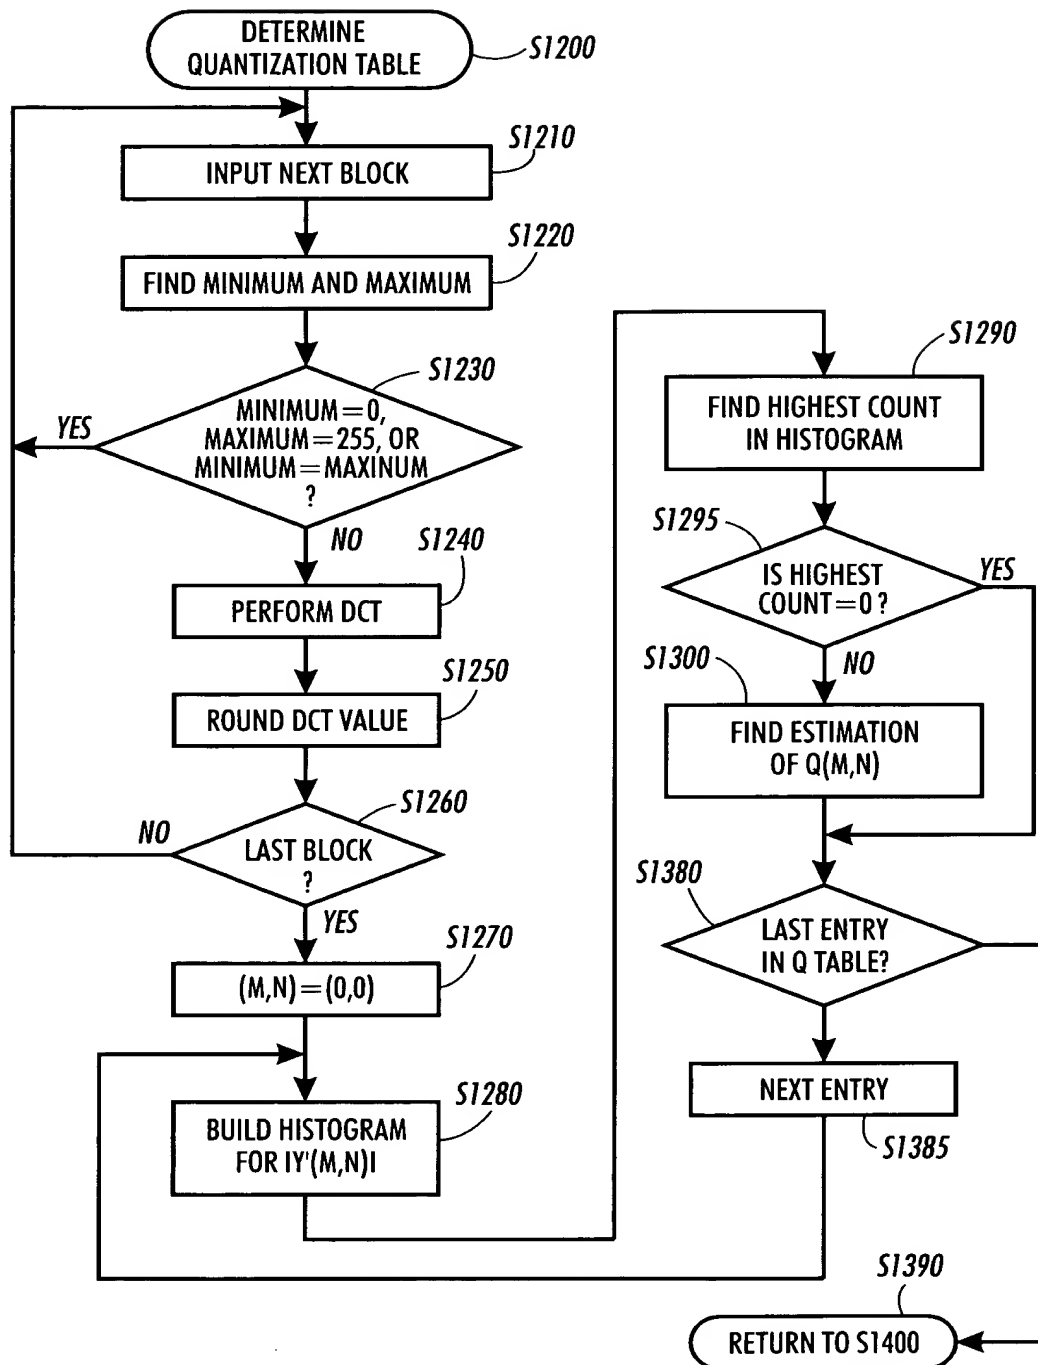 DETERMINE
QUANTIZATION TABLE
S1200
S1210
INPUT NEXT BLOCK
S1220
FIND MINIMUM AND MAXIMUM
S1230
YES
MINIMUM=0,
MAXIMUM=255, OR
MINIMUM=MAXINUM
?
NO
S1240
PERFORM DCT
S1250
ROUND DCT VALUE
S1260
NO
LAST BLOCK
?
YES
S1270
(M,N)=(0,0)
S1280
BUILD HISTOGRAM
FOR IY'(M,N)I
S1290
FIND HIGHEST COUNT
IN HISTOGRAM
S1295
IS HIGHEST
COUNT=0?
YES
NO
S1300
FIND ESTIMATION
OF Q(M,N)
S1380
LAST ENTRY
IN Q TABLE?
NEXT ENTRY
S1385
S1390
RETURN TO S1400